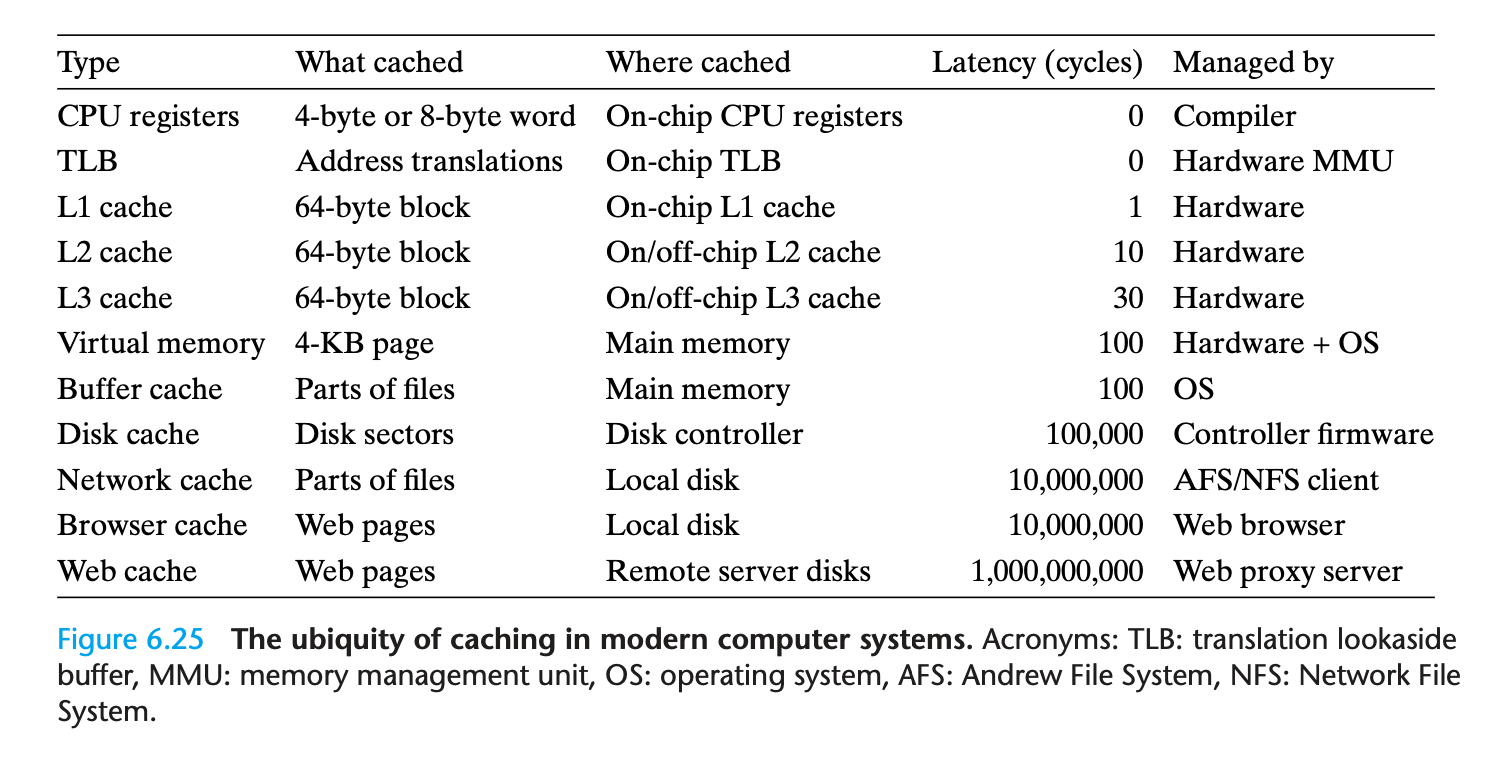 Type What cached Where cached Latency (cycles) Managed by
CPU registers 4-byte or 8-byte word On-chip CPU registers 0 Compiler
TLB Address translations On-chip TLB 0 Hardware MMU
L1 cache 64-byte block On-chip L1 cache 1 Hardware
L2 cache 64-byte block On/off-chip L2 cache 10 Hardware
L3 cache 64-byte block On/off-chip L3 cache 30 Hardware
Virtual memory 4-KB page Main memory 100 Hardware + OS
Buffer cache Parts of files Main memory 100 OS
Disk cache Disk sectors Disk controller 100,000 Controller firmware
Network cache Parts of files Local disk 10,000,000 AFS/NFS client
Browser cache Web pages Local disk 10,000,000 Web browser
Web cache Web pages Remote server disks 1,000,000,000 Web proxy server
Figure 6.25 The ubiquity of caching in modern computer systems. Acronyms: TLB: translation lookaside
buffer, MMU: memory management unit, OS: operating system, AFS: Andrew File System, NFS: Network File
System.